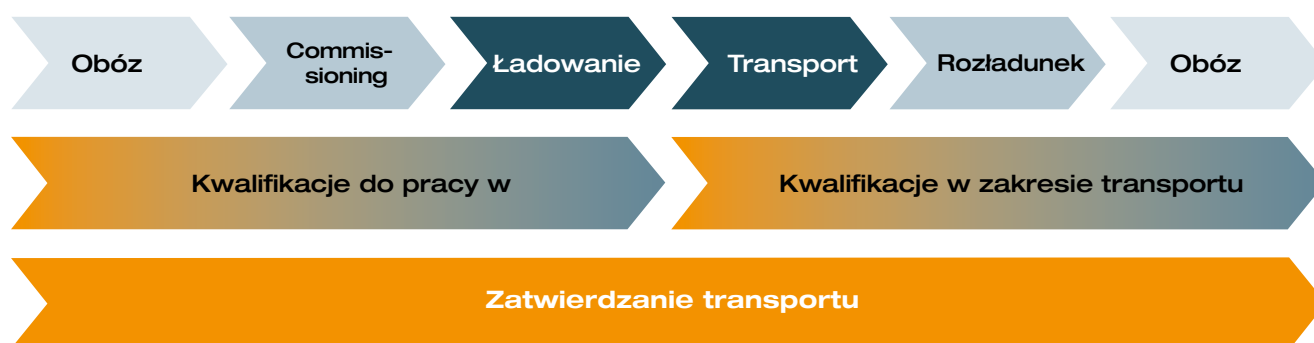 Obóz
Commis-
sioning
Ładowanie
Transport
Rozładunek
Obóz
Kwalifikacje do pracy w
Kwalifikacje w zakresie transportu
Zatwierdzanie transportu